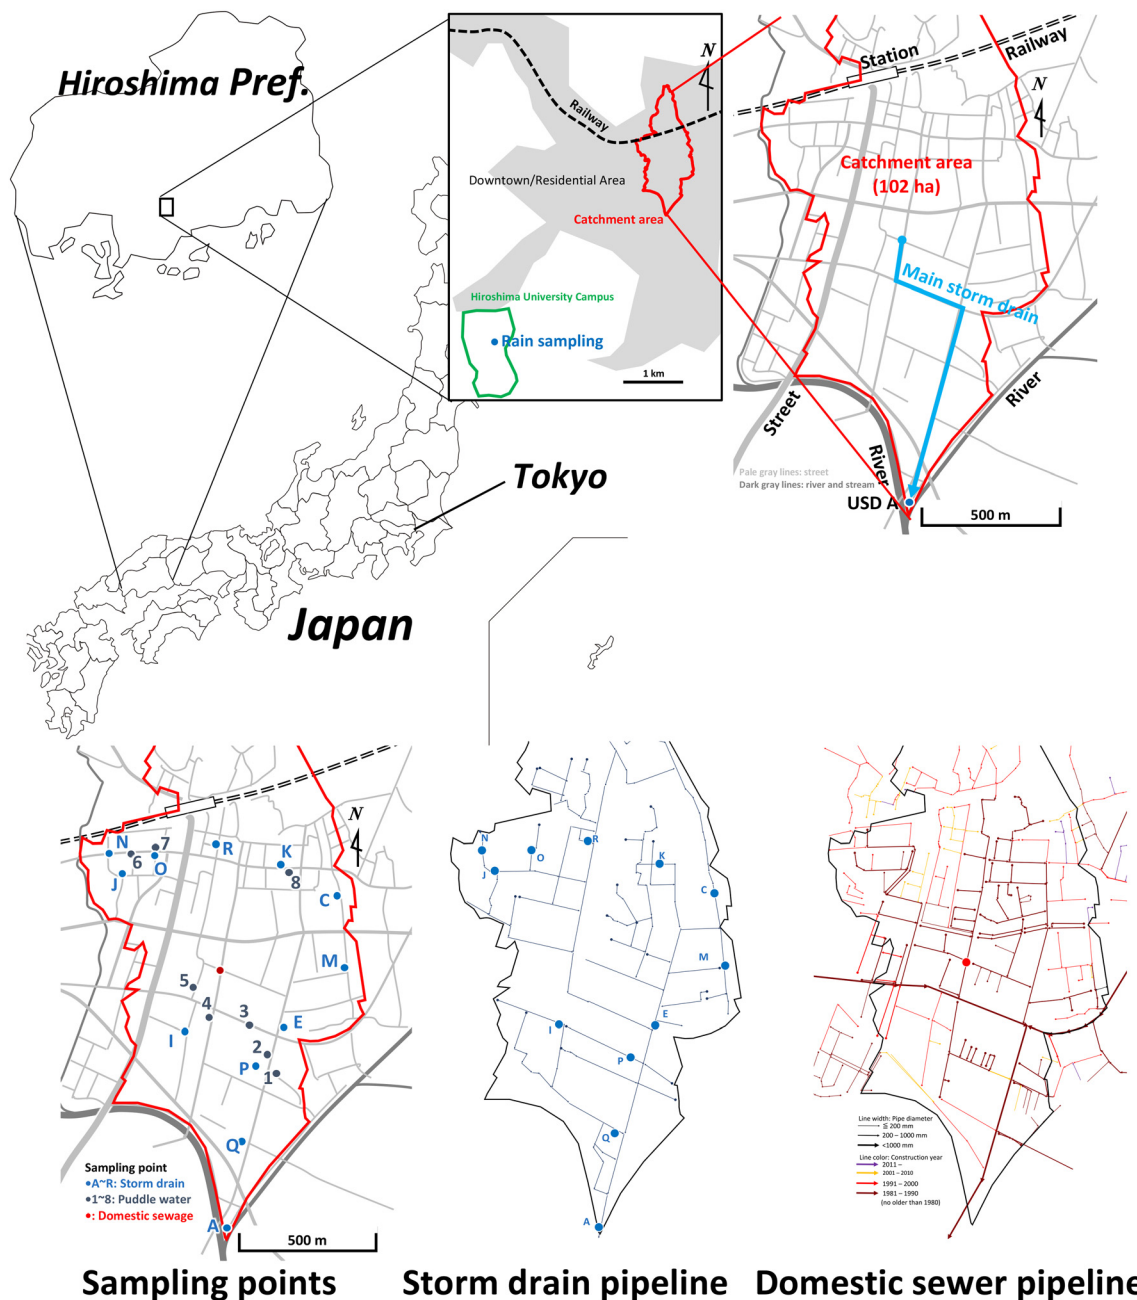 Hiroshima Pref.
Tokyo
Japan
N
Railway
Downtown/Residential Area
Catchment area
Hiroshima University Campus
Rain sampling
1 km
Station
Railway
N
Catchment area
(102 ha)
Main storm drain
River
Street
River
Pale gray lines: street
Dark gray lines: river and stream
USD A
500 m
N
N
7
R
K
6
O
J
8
C
M
5
4
3
E
I
2
P
1
Q
Sampling point
A~R: Storm drain
1~8: Puddle water
: Domestic sewage
A
500 m
Sampling points
N
R
O
K
J
C
M
E
I
P
Q
A
Storm drain pipeline
Line width: Pipe diameter
≦ 200 mm
200 – 1000 mm
<1000 mm
Line color: Construction year
2011 –
2001 – 2010
1991 – 2000
1981 – 1990
(no older than 1980)
Domestic sewer pipeline